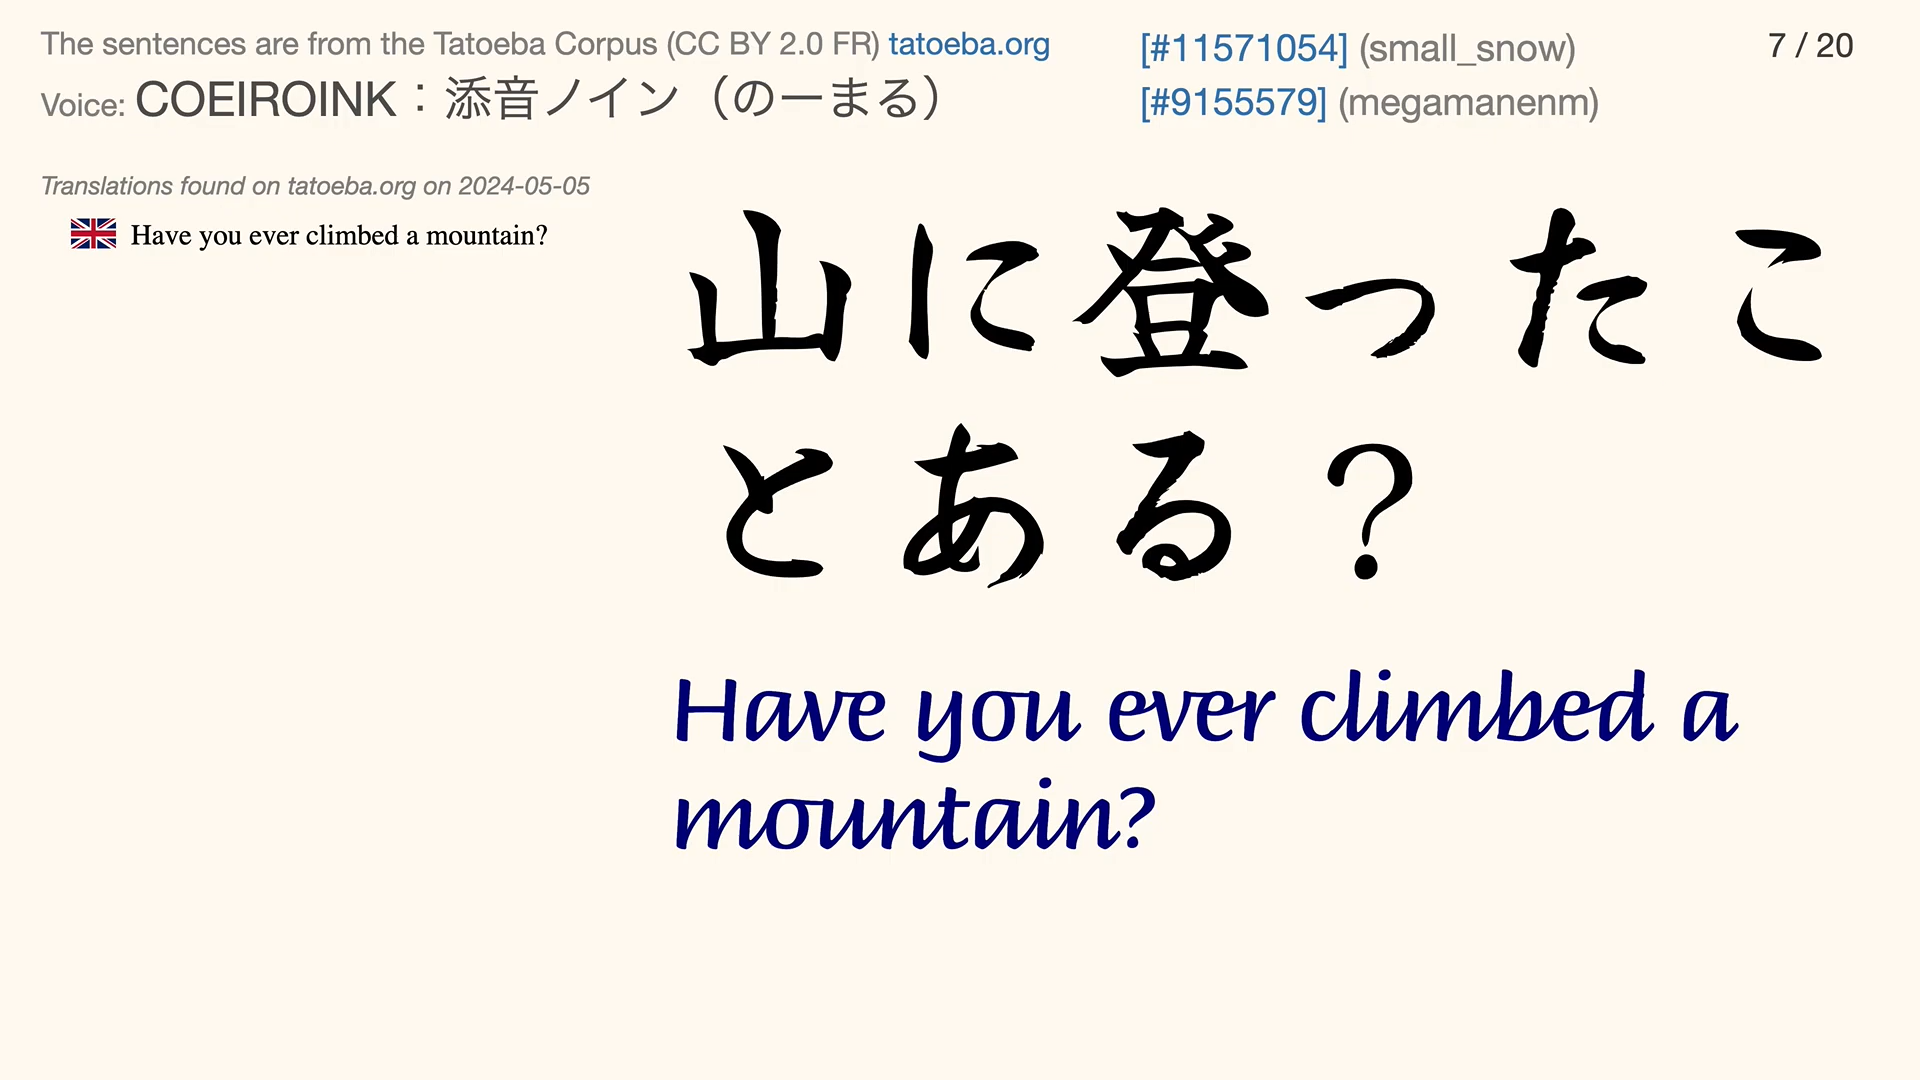 The sentences are from the Tatoeba Corpus (CC BY 2.0 FR) tatoeba.org
Voice: COEIROINK：添音ノイン（のーまる）
[#11571054] (small_snow)
[#9155579] (megamanenm)
7 / 20
Translations found on tatoeba.org on 2024-05-05
Have you ever climbed a mountain?
山に登ったこ
とある？
Have you ever climbed a
mountain?